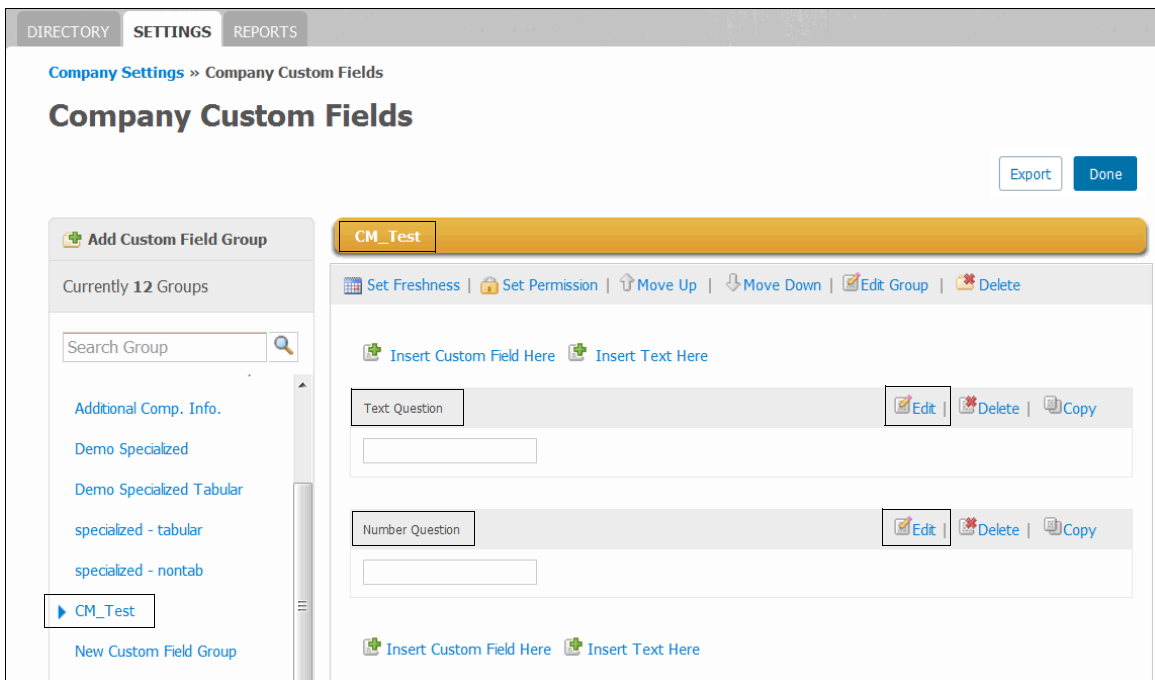 DIRECTORY SETTINGS REPORTS
Company Settings » Company Custom Fields
Company Custom Fields
Export Done
Add Custom Field Group
Currently 12 Groups
Search Group
Additional Comp. Info.
Demo Specialized
Demo Specialized Tabular
specialized - tabular
specialized - nontab
CM_Test
New Custom Field Group
CM_Test
Set Freshness | Set Permission | Move Up | Move Down | Edit Group | Delete
Insert Custom Field Here Insert Text Here
Text Question Edit | Delete | Copy
Number Question Edit | Delete | Copy
Insert Custom Field Here Insert Text Here